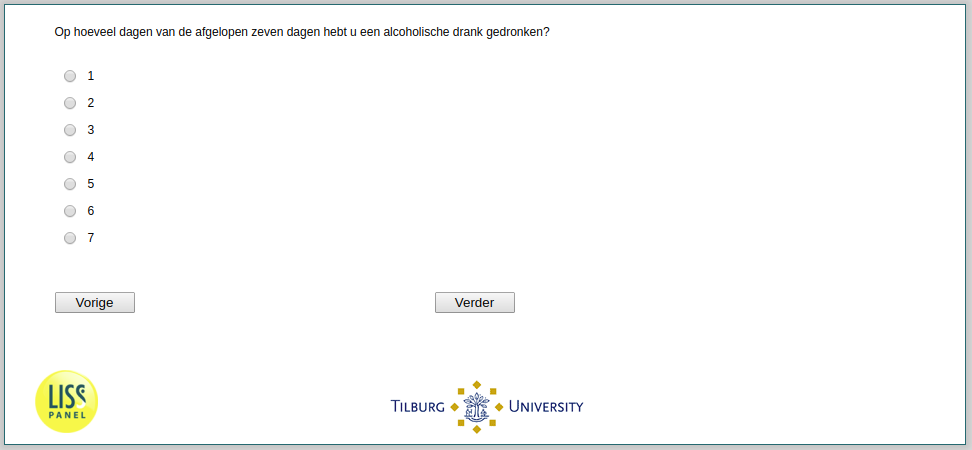 Op hoeveel dagen van de afgelopen zeven dagen hebt u een alcoholische drank gedronken?
1
2
3
4
5
6
7
Vorige
Verder
LISS
PANEL
TILBURG UNIVERSITY